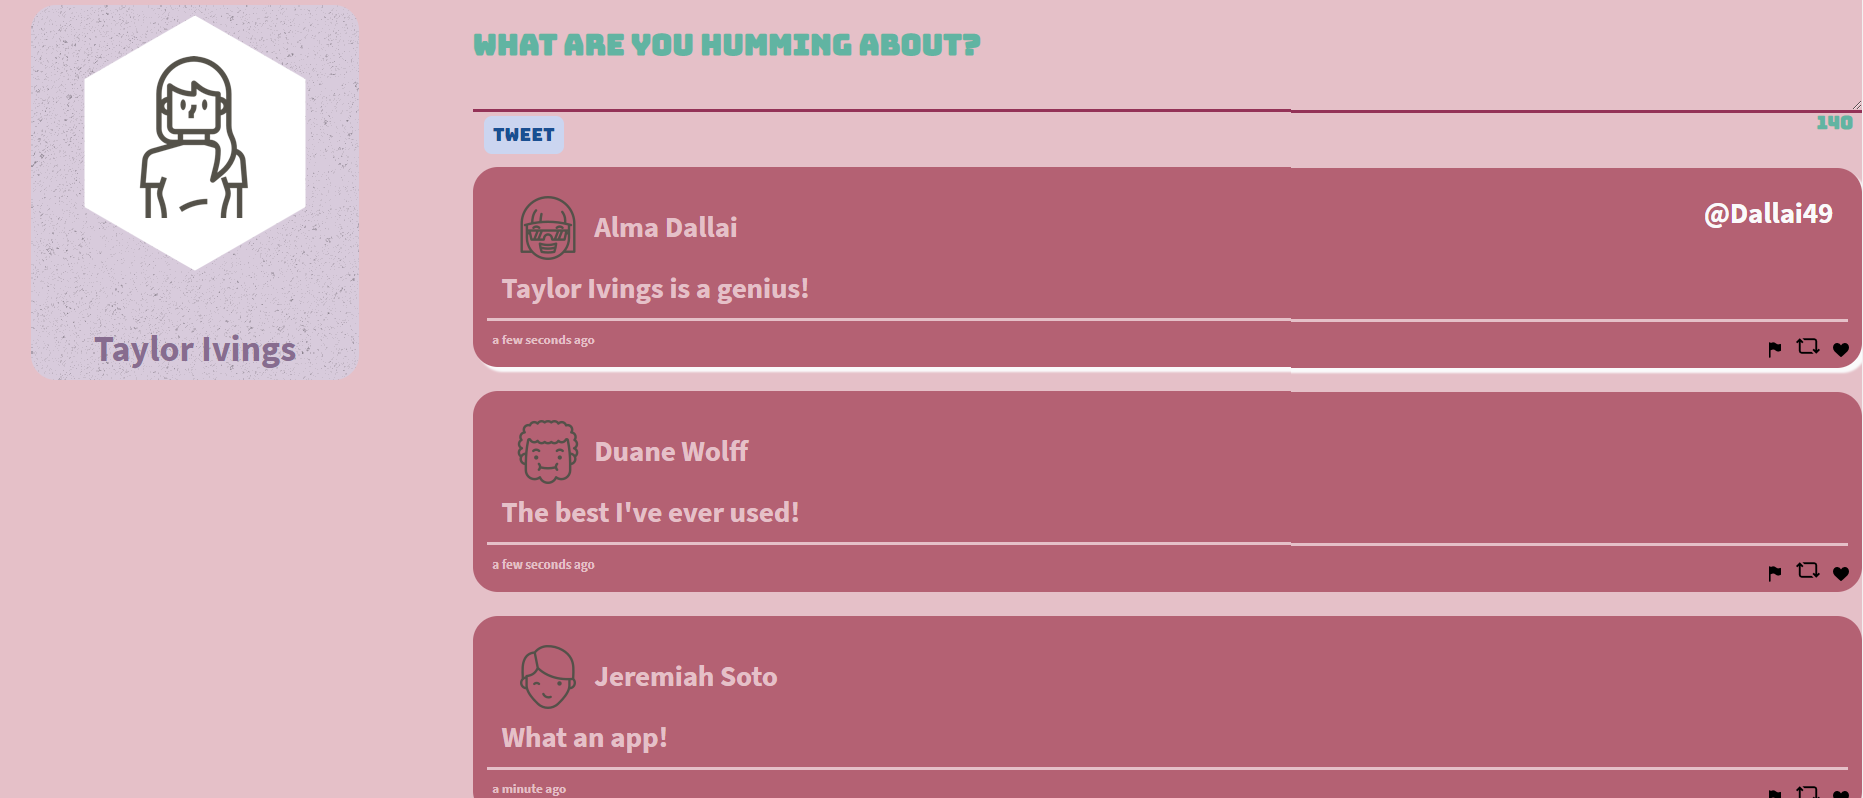 Taylor Ivings
WHAT ARE YOU HUMMING ABOUT?
TWEET
140
Alma Dallai
@Dallai49
Taylor Ivings is a genius!
a few seconds ago
Duane Wolff
The best I've ever used!
a few seconds ago
Jeremiah Soto
What an app!
a minute ago